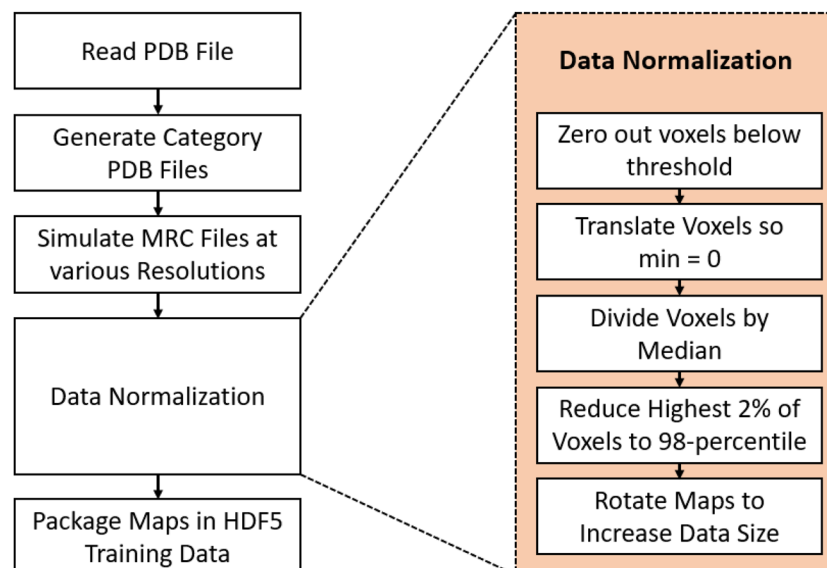 Read PDB File
Generate Category
PDB Files
Simulate MRC Files at
various Resolutions
Data Normalization
Package Maps in HDF5
Training Data
Data Normalization
Zero out voxels below
threshold
Translate Voxels so
min = 0
Divide Voxels by
Median
Reduce Highest 2% of
Voxels to 98-percentile
Rotate Maps to
Increase Data Size